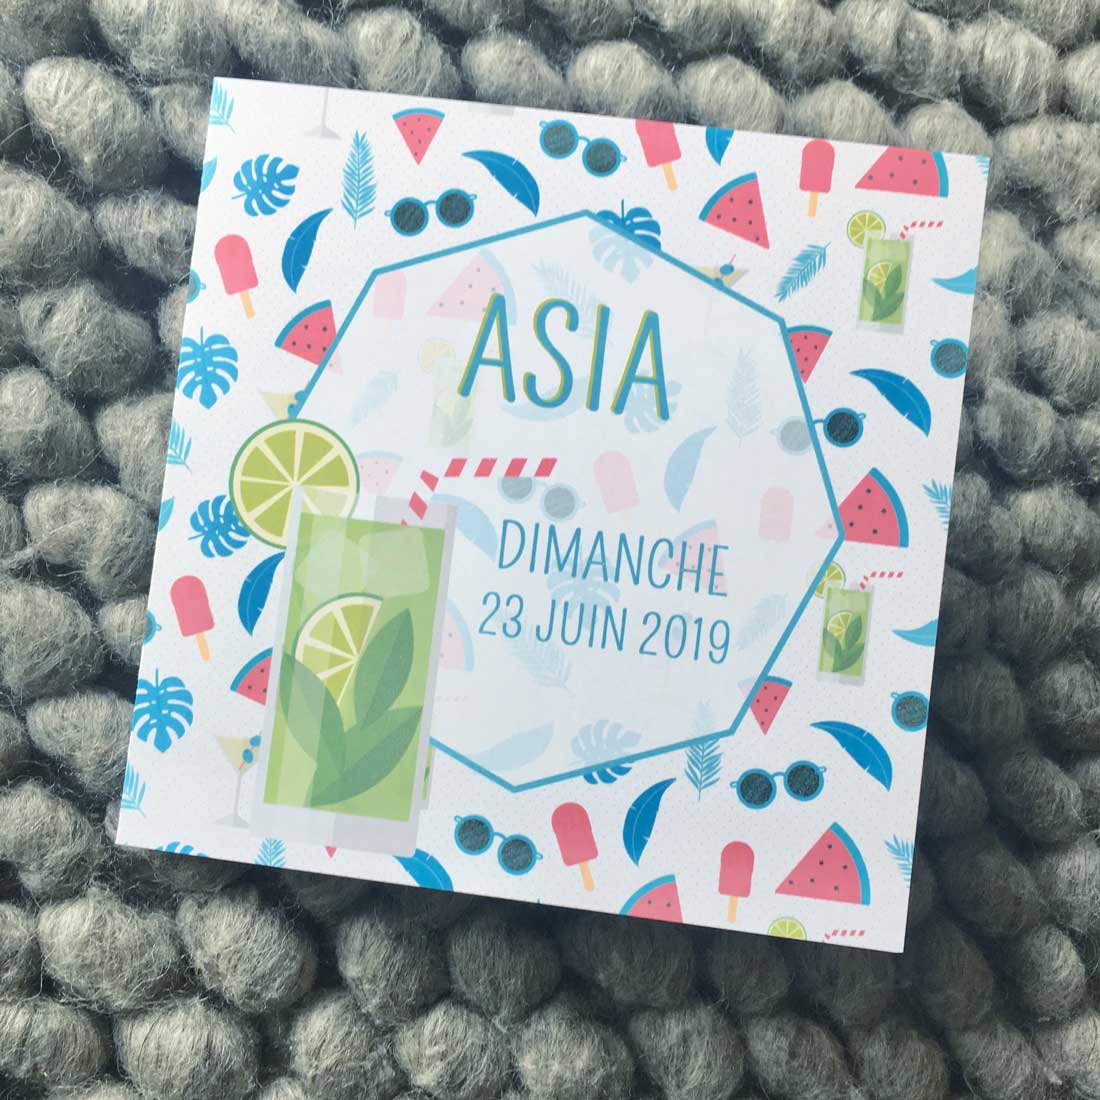 ASIA
DIMANCHE
23 JUIN 2019